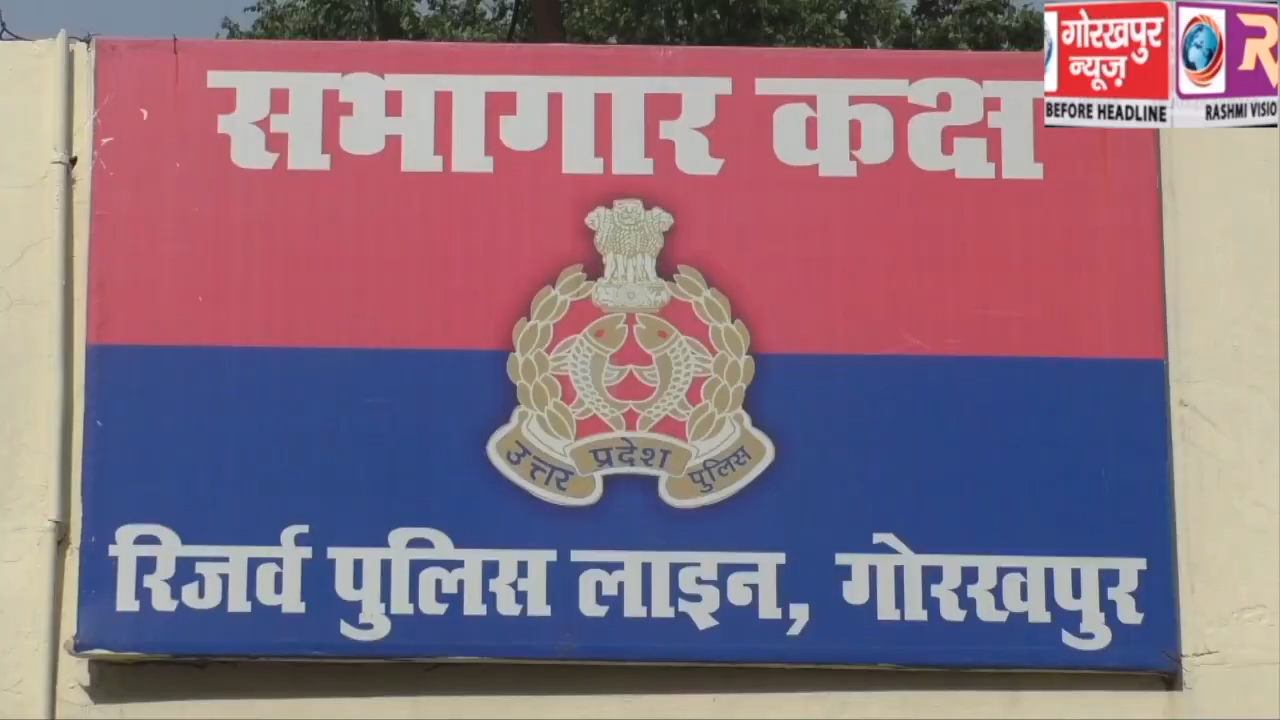 सभागार कक्ष
उत्तर प्रदेश पुलिस
रिजर्व पुलिस लाइन, गोरखपुर
गोरखपुर
न्यूज़
BEFORE HEADLINE
R
RASHMI VISIO